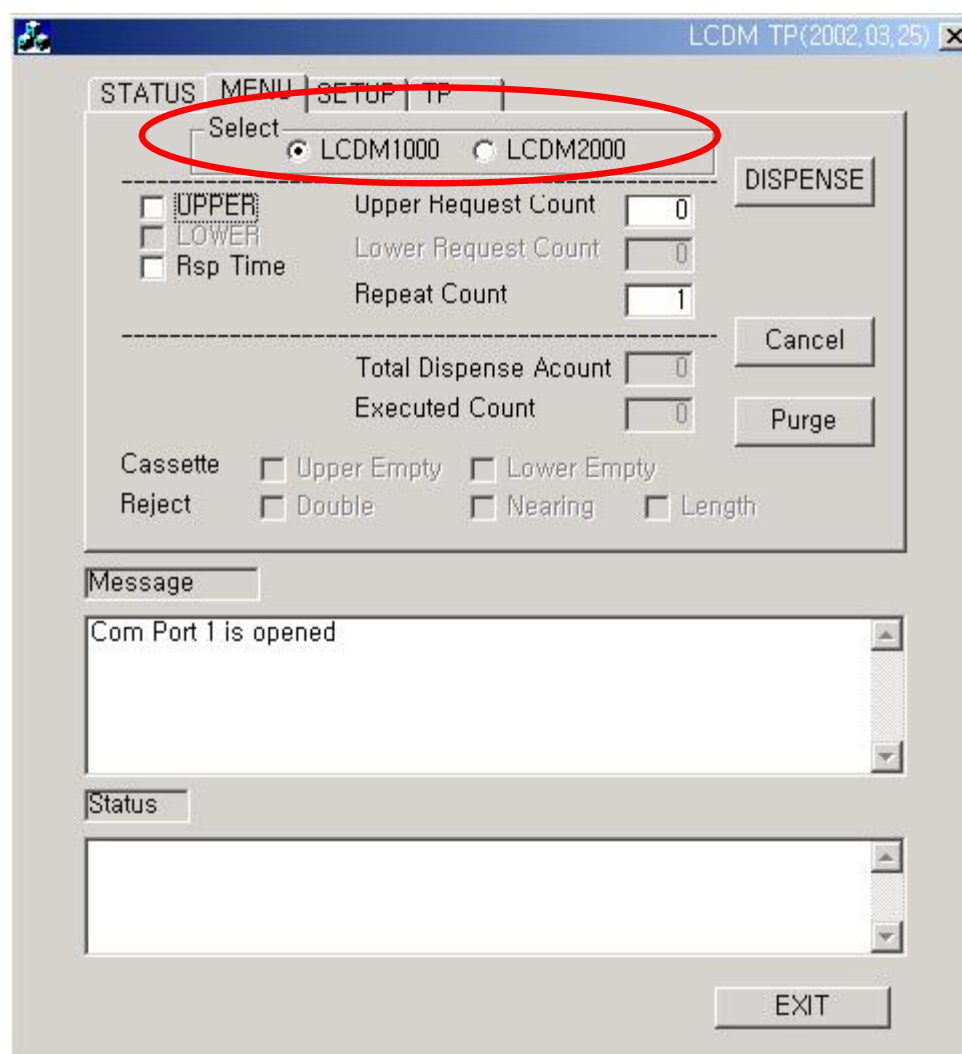 LCDM TP(2002,03,25)
STATUS MENU SETUP TP
Select
LCDM1000 LCDM2000
DISPENSE
UPPER Upper Request Count 0
LOWER Lower Request Count 0
Rsp Time
Repeat Count 1
Cancel
Total Dispense Acount 0
Executed Count 0
Purge
Cassette Upper Empty Lower Empty
Reject Double Nearing Length
Message
Com Port 1 is opened
Status
EXIT